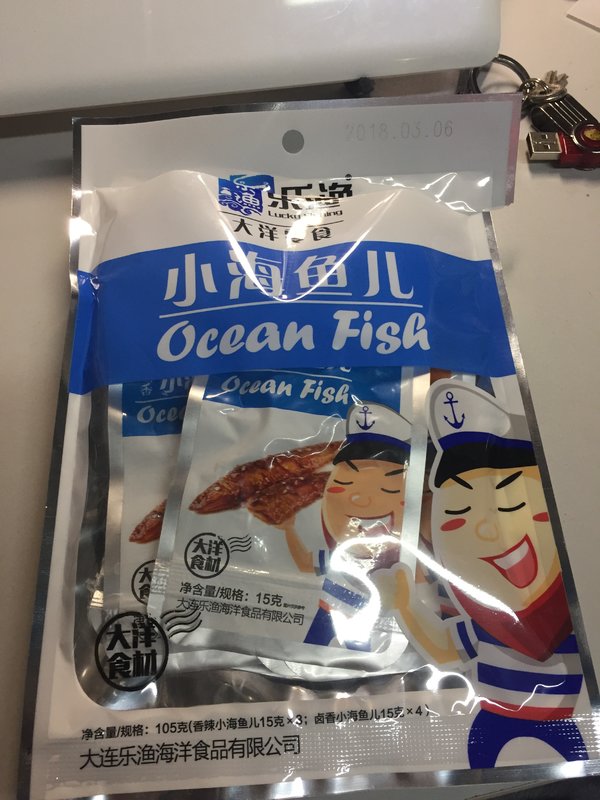 2018.03.06
乐渔
大洋零食
小海鱼儿
Ocean Fish
Ocean Fish
大洋
食材
净含量/规格：15克
大连乐渔海洋食品有限公司
大洋
食材
净含量/规格：105克(香辣小海鱼儿15克×3；卤香小海鱼儿15克×4)
大连乐渔海洋食品有限公司